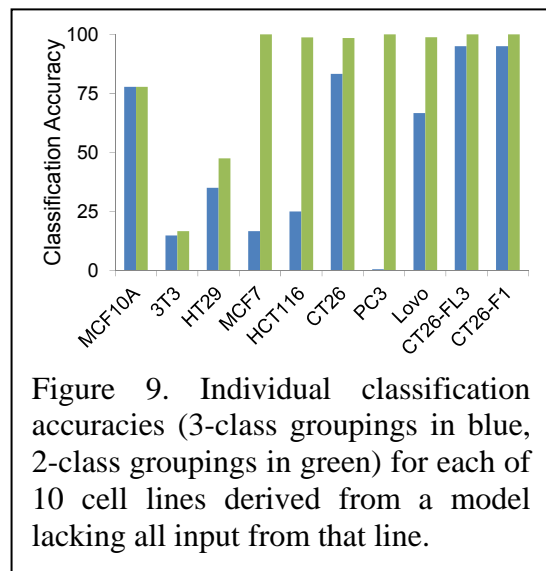 100
75
50
25
0
Classification Accuracy
MCF10A
3T3
HT29
MCF7
HCT116
CT26
PC3
Lovo
CT26-FL3
CT26-F1
Figure 9. Individual classification
accuracies (3-class groupings in blue,
2-class groupings in green) for each of
10 cell lines derived from a model
lacking all input from that line.